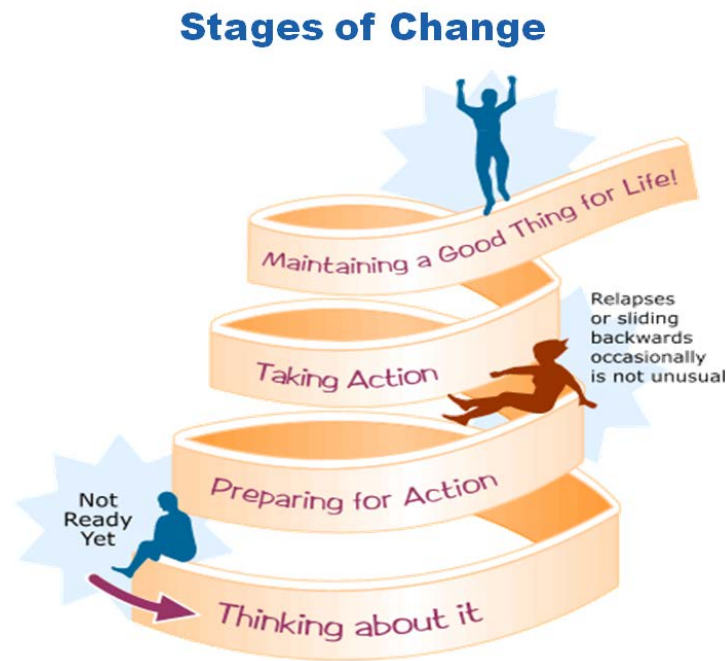 Stages of Change
Maintaining a Good Thing for Life!
Relapses
or sliding
backwards
occasionally
is not unusual
Taking Action
Preparing for Action
Not
Ready
Yet
Thinking about it